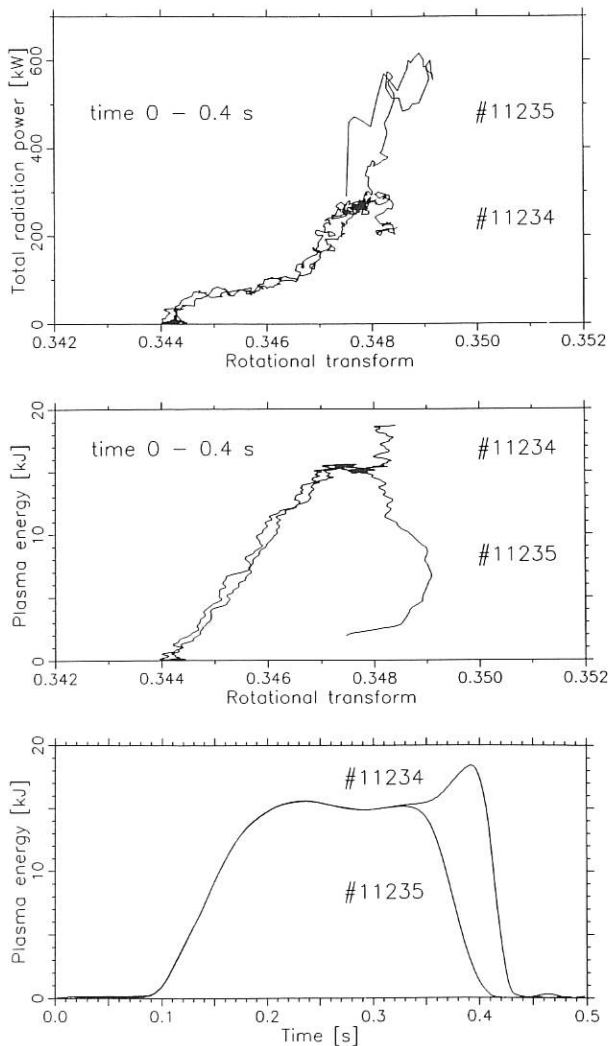 Total radiation power [kW]
600
400
200
0
time 0 – 0.4 s
#11235
#11234
0.342 0.344 0.346 0.348 0.350 0.352
Rotational transform
Plasma energy [kJ]
20
10
0
time 0 – 0.4 s
#11234
#11235
0.342 0.344 0.346 0.348 0.350 0.352
Rotational transform
Plasma energy [kJ]
20
10
0
#11234
#11235
0.0 0.1 0.2 0.3 0.4 0.5
Time [s]